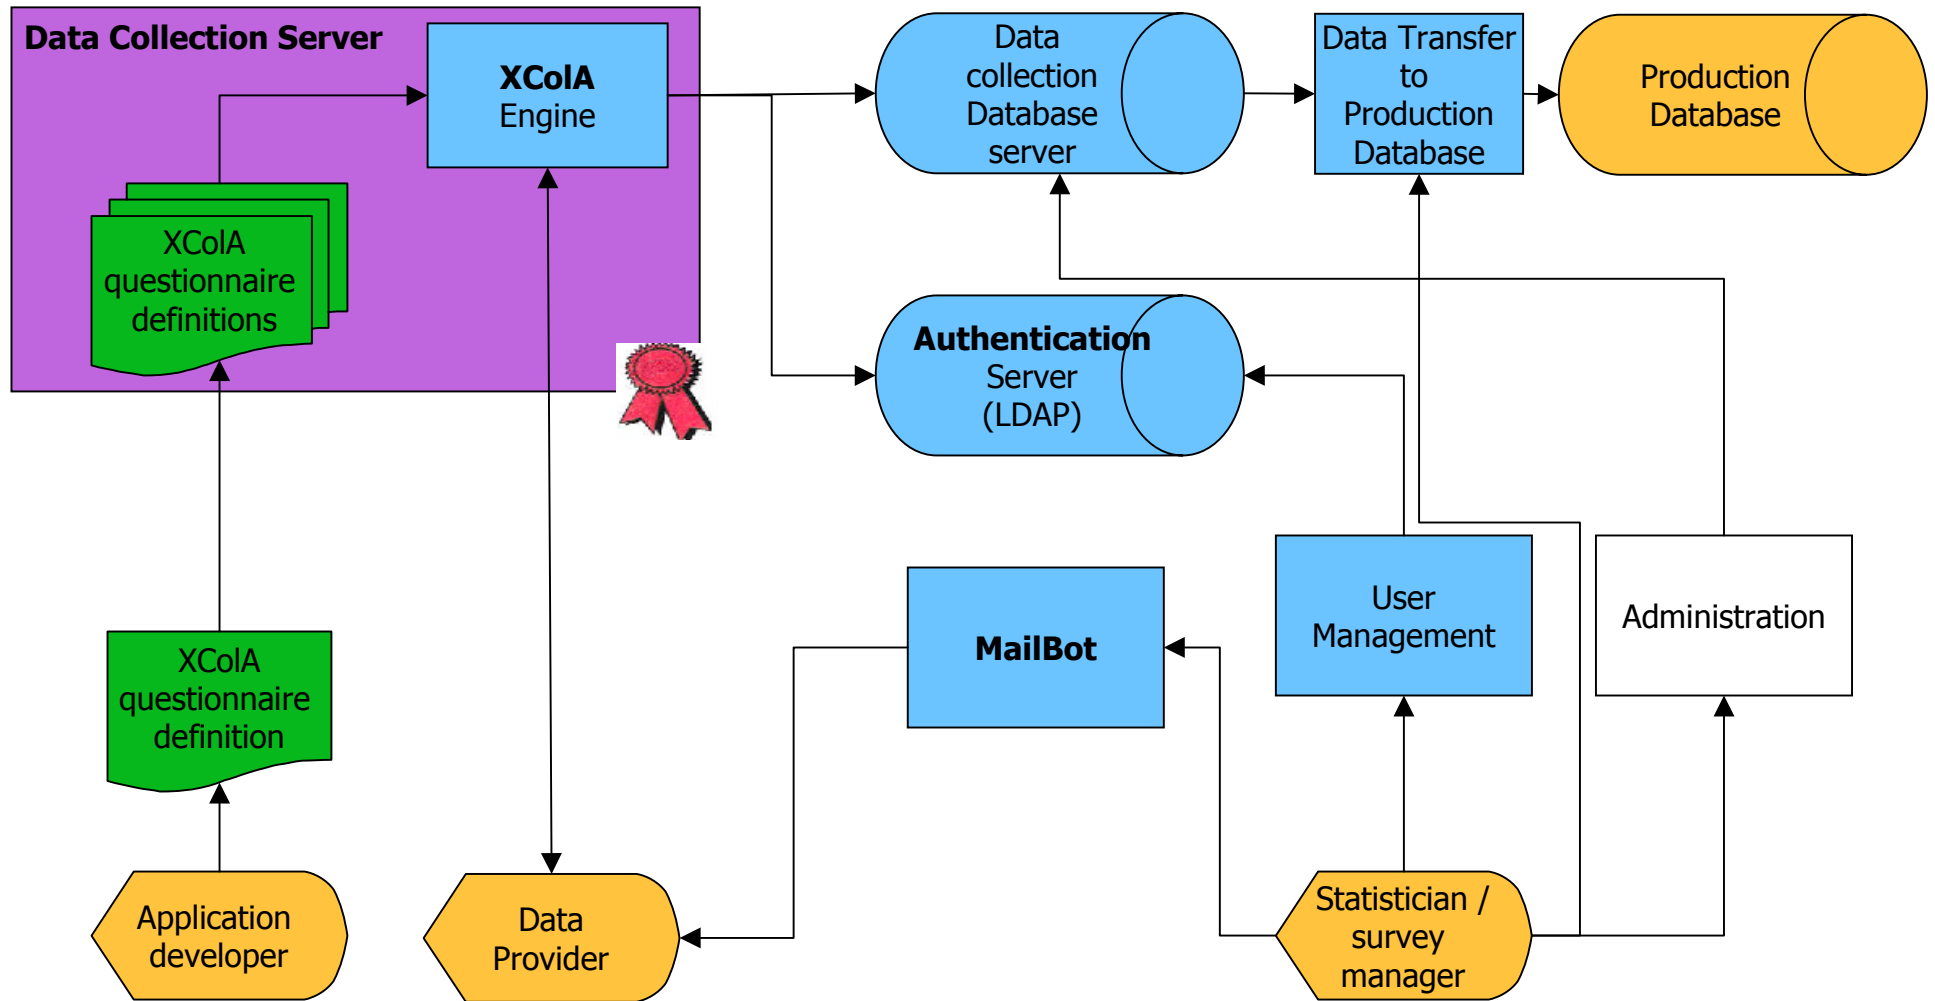 Data Collection Server
XColA
Engine
Data
collection
Database
server
Data Transfer
to
Production
Database
Production
Database
XColA
questionnaire
definitions
Authentication
Server
(LDAP)
User
Management
Administration
MailBot
XColA
questionnaire
definition
Application
developer
Data
Provider
Statistician /
survey
manager